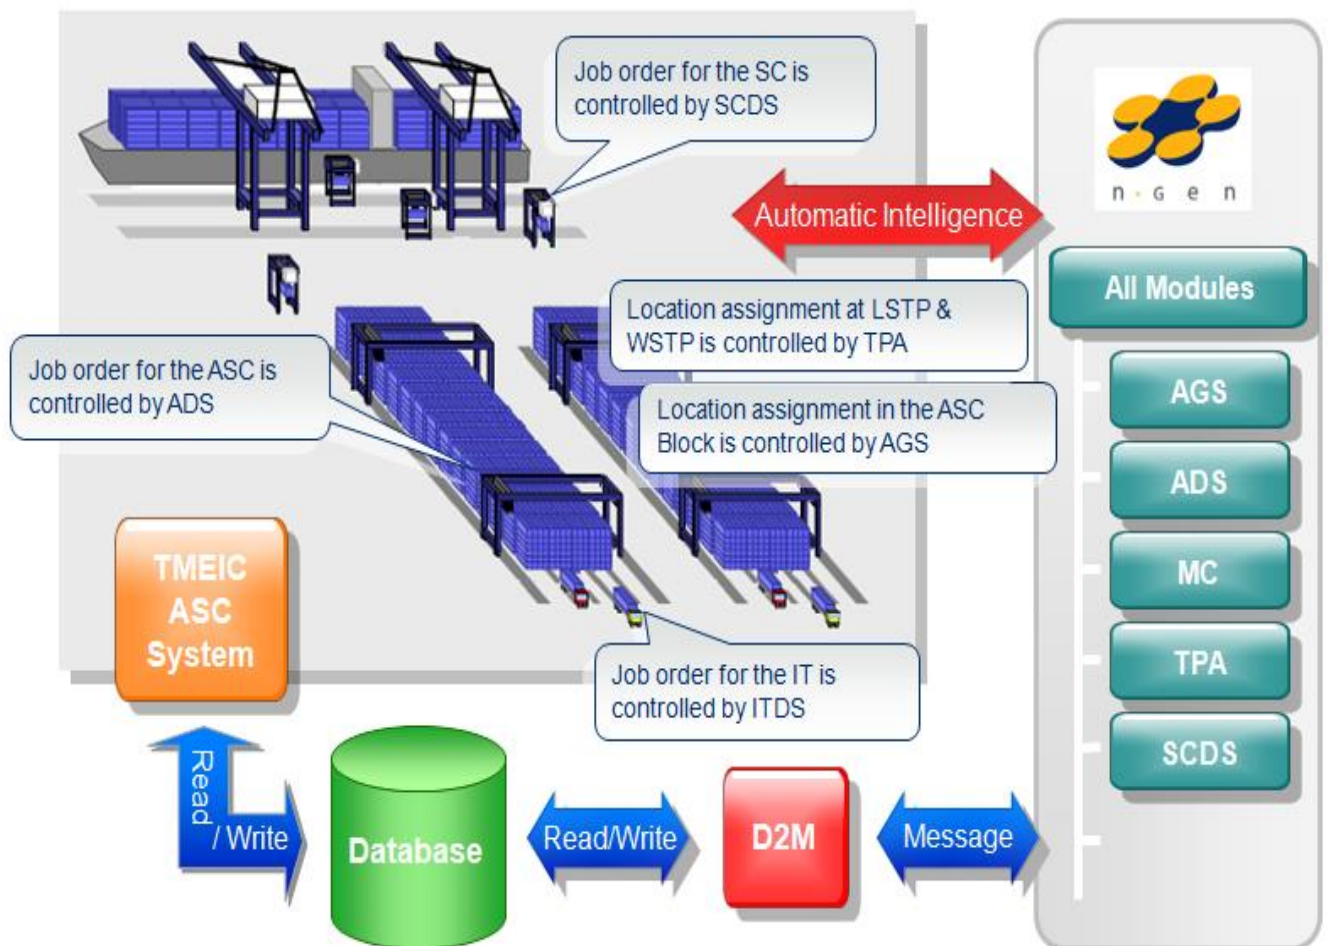 Job order for the SC is
controlled by SCDS
n·gen
Automatic Intelligence
All Modules
Location assignment at LSTP &
WSTP is controlled by TPA
Job order for the ASC is
controlled by ADS
AGS
Location assignment in the ASC
Block is controlled by AGS
ADS
TMEIC
ASC
System
MC
TPA
Job order for the IT is
controlled by ITDS
SCDS
Read
/ Write
Database
Read/Write
D2M
Message